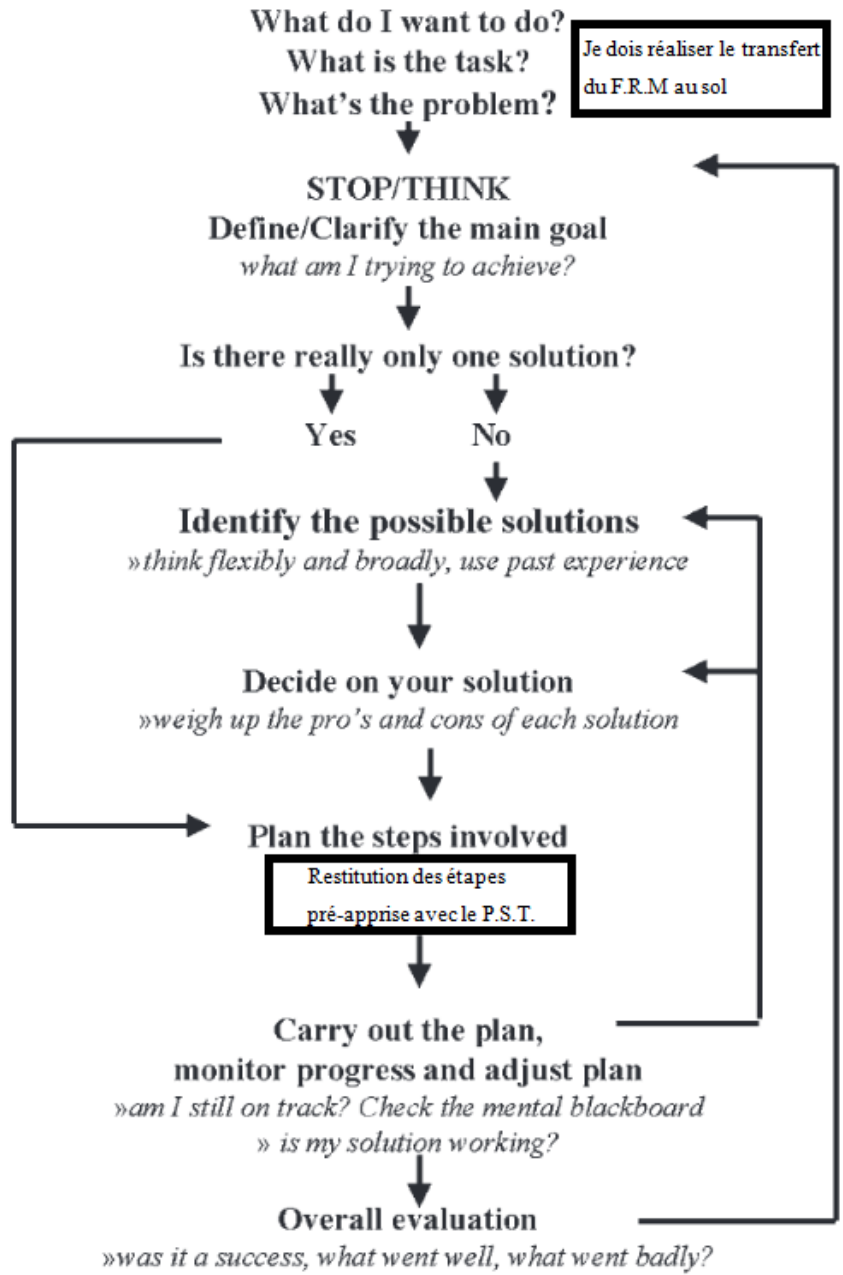 What do I want to do?
What is the task?
What's the problem?
Je dois réaliser le transfert
du F.R.M au sol
STOP/THINK
Define/Clarify the main goal
what am I trying to achieve?
Is there really only one solution?
Yes No
Identify the possible solutions
»think flexibly and broadly, use past experience
Decide on your solution
»weigh up the pro's and cons of each solution
Plan the steps involved
Restitution des étapes
pré-apprise avec le P.S.T.
Carry out the plan,
monitor progress and adjust plan
»am I still on track? Check the mental blackboard
» is my solution working?
Overall evaluation
»was it a success, what went well, what went badly?